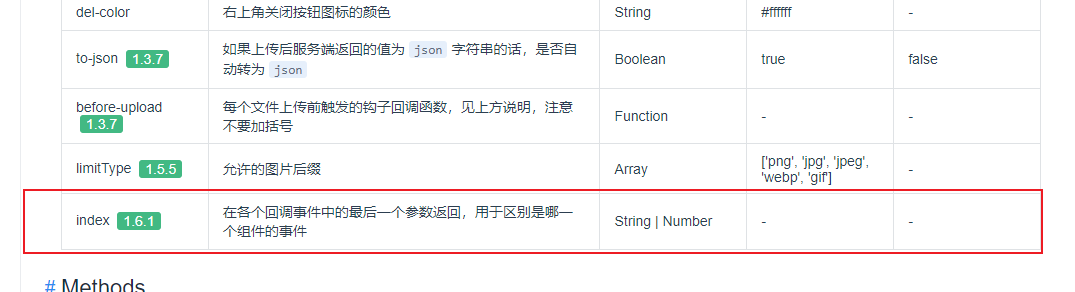 del-color 右上角关闭按钮图标的颜色 String #ffffff -
to-json 1.3.7 如果上传后服务端返回的值为 json 字符串的话，是否自
动转为 json Boolean true false
before-upload 每个文件上传前触发的钩子回调函数，见上方说明，注意
1.3.7 不要加括号 Function - -
limitType 1.5.5 允许的图片后缀 Array ['png', 'jpg', 'jpeg',
'webp', 'gif'] -
index 1.6.1 在各个回调事件中的最后一个参数返回，用于区别是哪一
个组件的事件 String | Number - -
# Methods